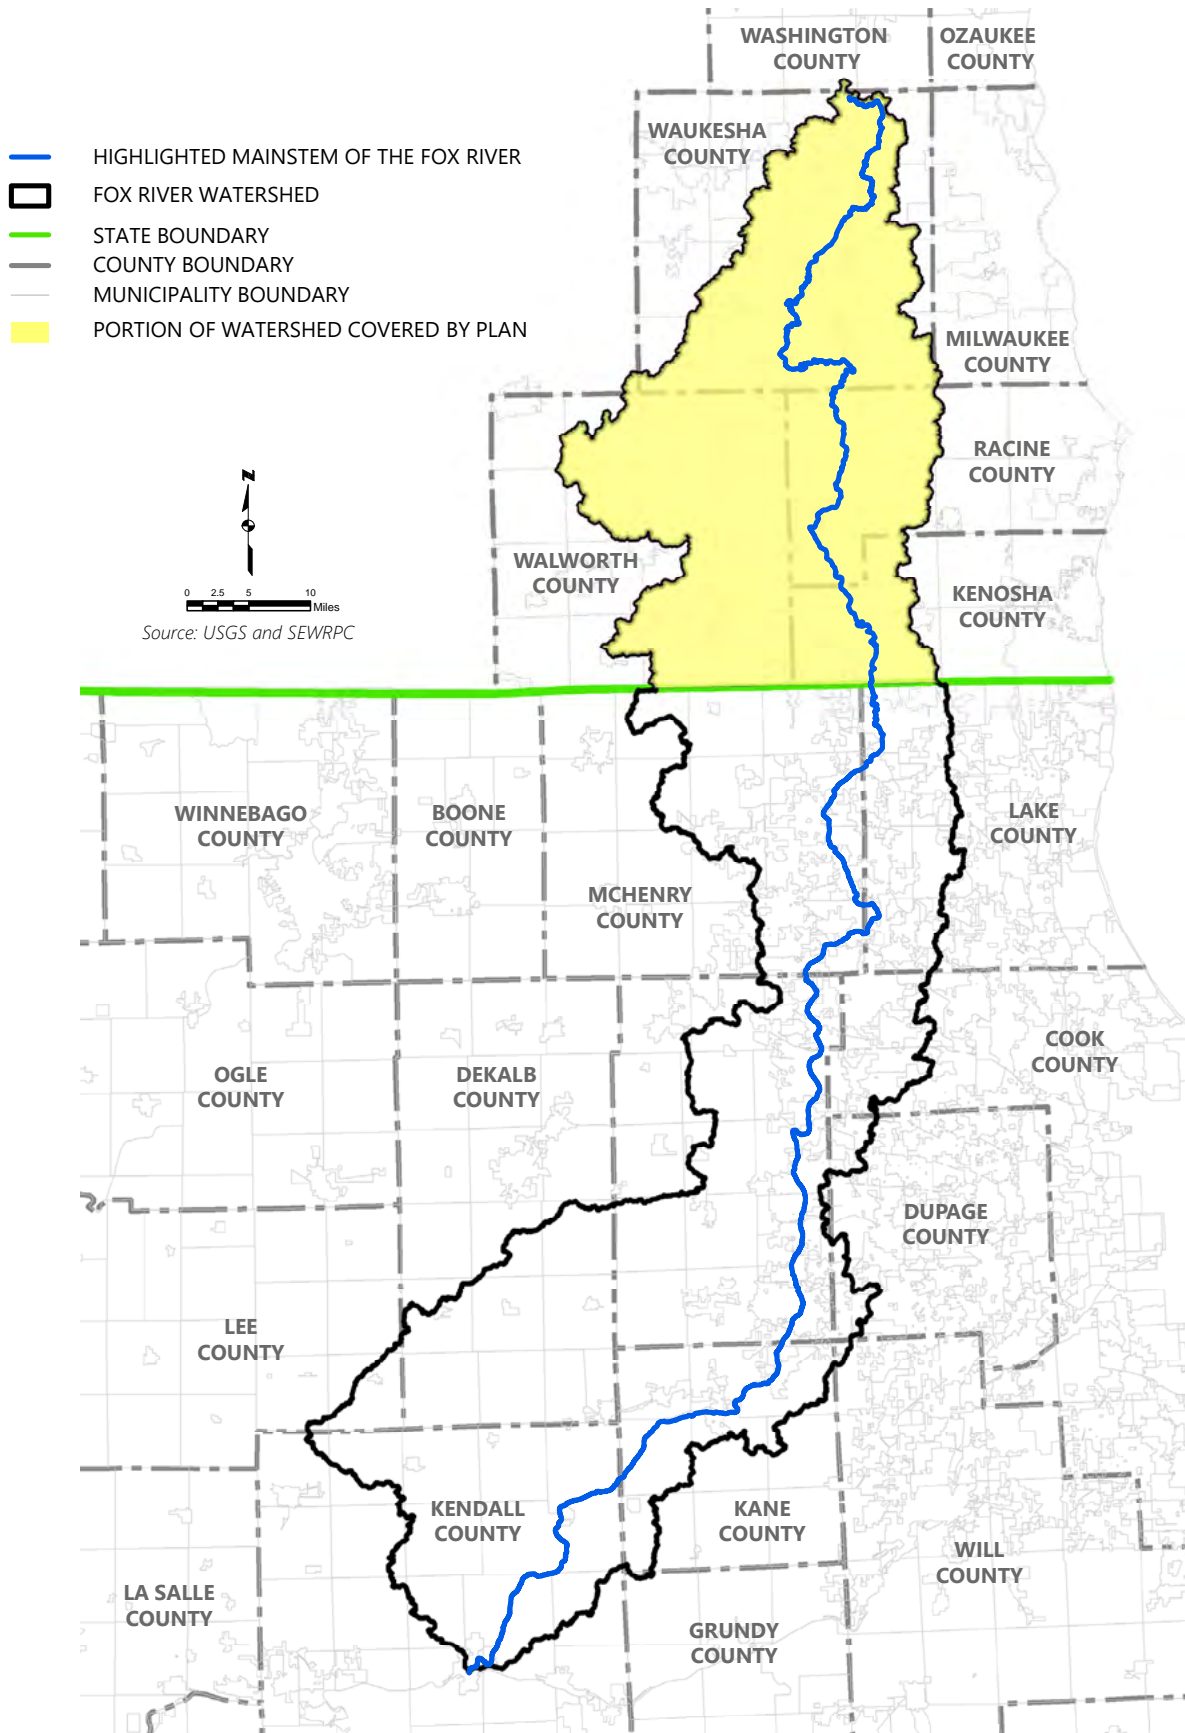 WASHINGTON
COUNTY
OZAUKEE
COUNTY
WAUKESHA
COUNTY
HIGHLIGHTED MAINSTEM OF THE FOX RIVER
FOX RIVER WATERSHED
STATE BOUNDARY
COUNTY BOUNDARY
MUNICIPALITY BOUNDARY
PORTION OF WATERSHED COVERED BY PLAN
MILWAUKEE
COUNTY
RACINE
COUNTY
N
WALWORTH
COUNTY
KENOSHA
COUNTY
0 2.5 5 10
Miles
Source: USGS and SEWRPC
WINNEBAGO
COUNTY
BOONE
COUNTY
LAKE
COUNTY
MCHENRY
COUNTY
OGLE
COUNTY
DEKALB
COUNTY
COOK
COUNTY
DUPAGE
COUNTY
LEE
COUNTY
KENDALL
COUNTY
KANE
COUNTY
WILL
COUNTY
LA SALLE
COUNTY
GRUNDY
COUNTY